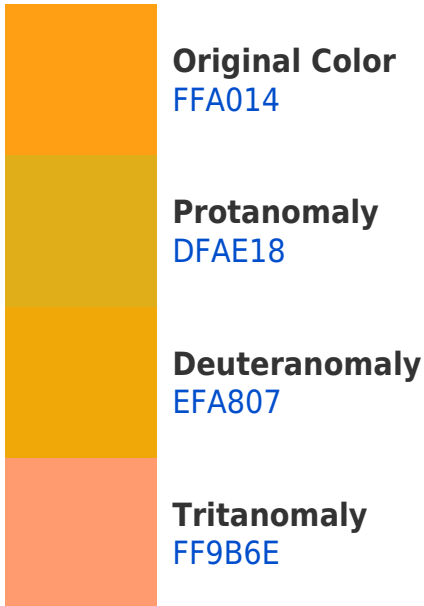 Original Color
FFA014
Protanomaly
DFAE18
Deuteranomaly
EFA807
Tritanomaly
FF9B6E